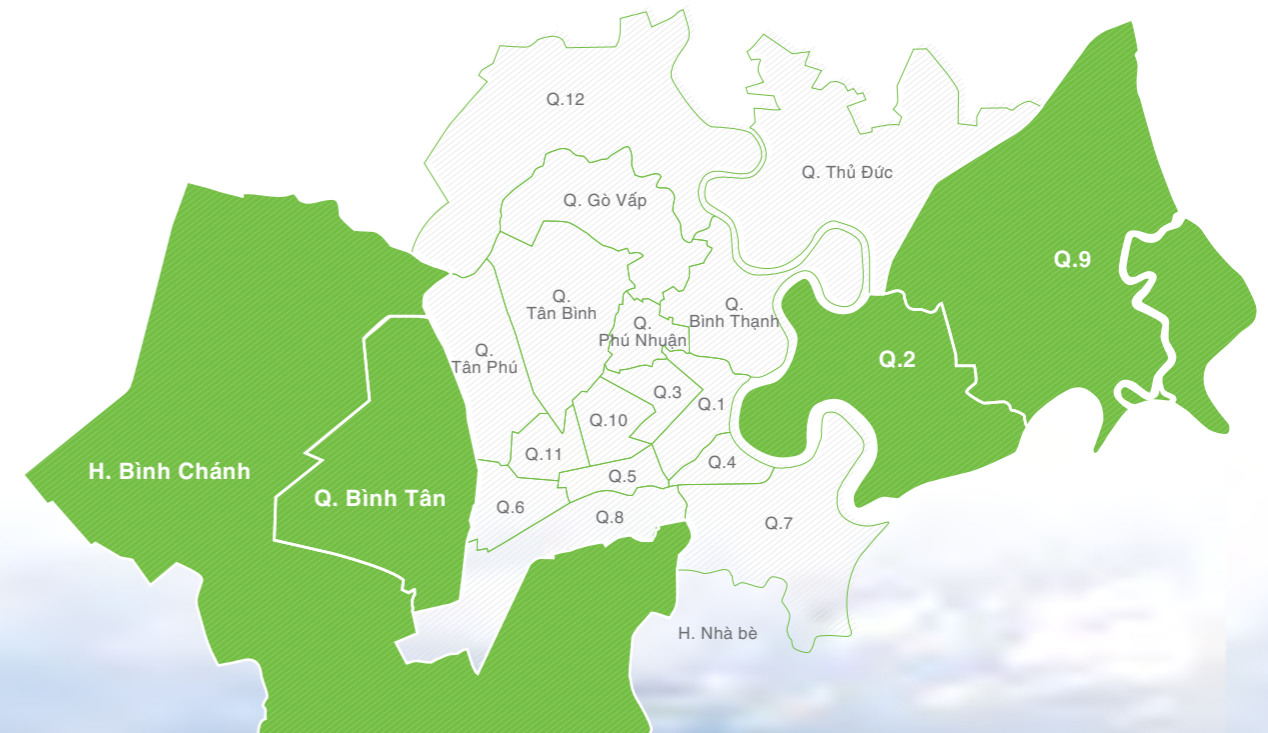 Q.12
Q. Thủ Đức
Q. Gò Vấp
Q.9
Q.
Tân Bình
Q.
Bình Thạnh
Q.
Phú Nhuận
Q.
Tân Phú
Q.2
Q.3
Q.1
Q.10
Q.11
Q.4
H. Bình Chánh
Q.5
Q. Bình Tân
Q.6
Q.8
Q.7
H. Nhà bè